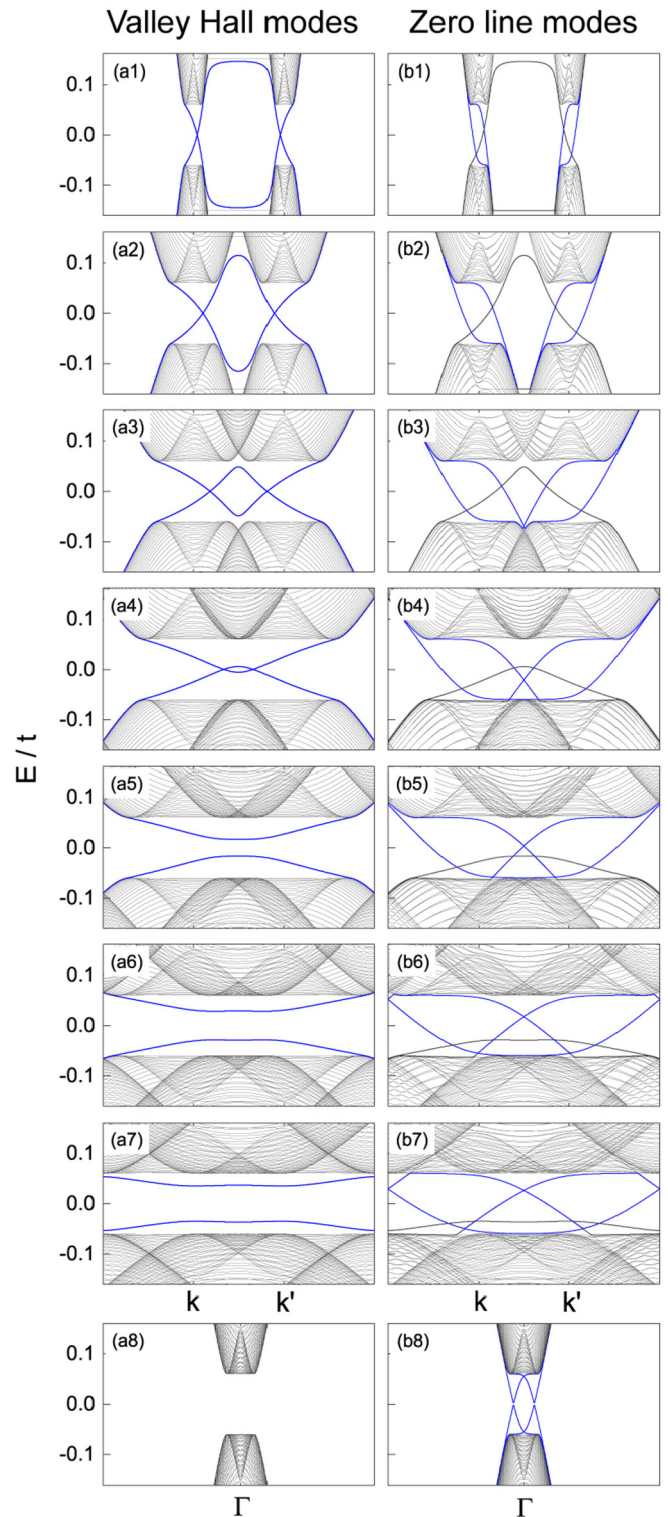 Valley Hall modes Zero line modes
0.1 (a1) (b1)
0.0
-0.1
0.1 (a2) (b2)
0.0
-0.1
0.1 (a3) (b3)
0.0
-0.1
0.1 (a4) (b4)
0.0
-0.1
E / t
0.1 (a5) (b5)
0.0
-0.1
0.1 (a6) (b6)
0.0
-0.1
0.1 (a7) (b7)
0.0
-0.1
k k' k k'
0.1 (a8) (b8)
0.0
-0.1
Γ Γ